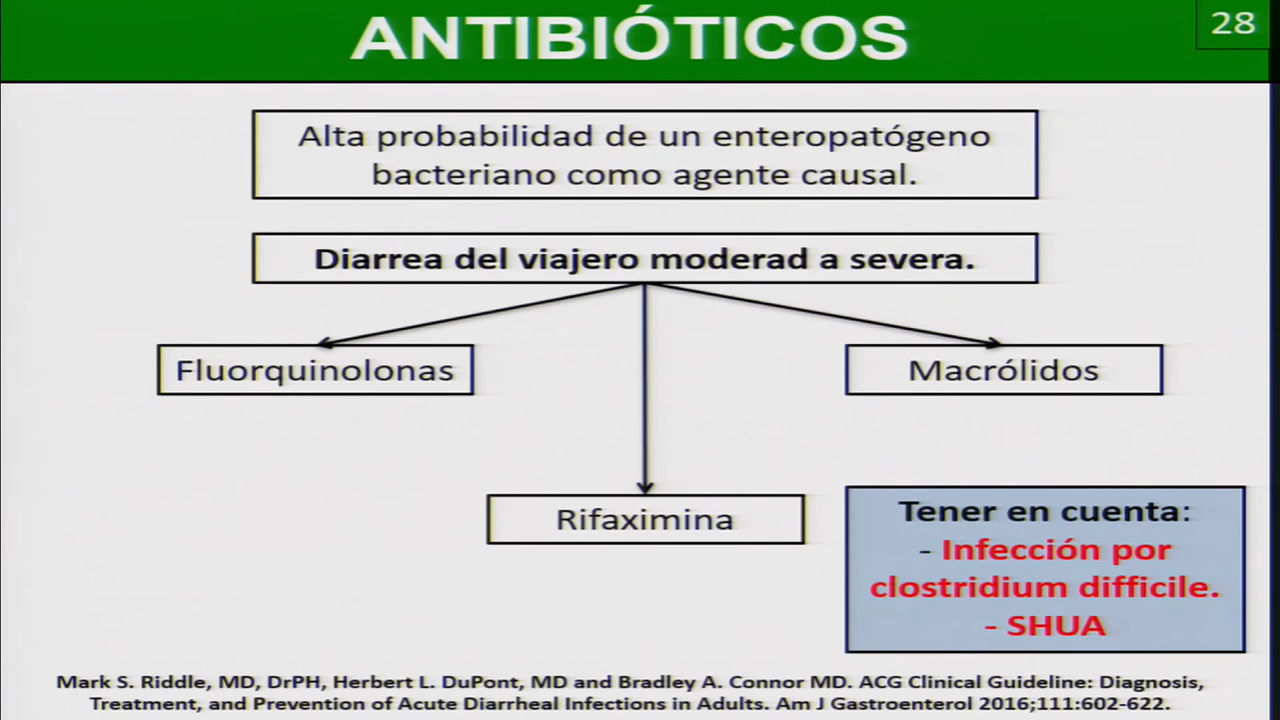 ANTIBIÓTICOS
28
Alta probabilidad de un enteropatógeno
bacteriano como agente causal.
Diarrea del viajero moderad a severa.
Fluorquinolonas
Macrólidos
Rifaximina
Tener en cuenta:
- Infección por
clostridium difficile.
- SHUA
Mark S. Riddle, MD, DrPH, Herbert L. DuPont, MD and Bradley A. Connor MD. ACG Clinical Guideline: Diagnosis,
Treatment, and Prevention of Acute Diarrheal Infections in Adults. Am J Gastroenterol 2016;111:602-622.